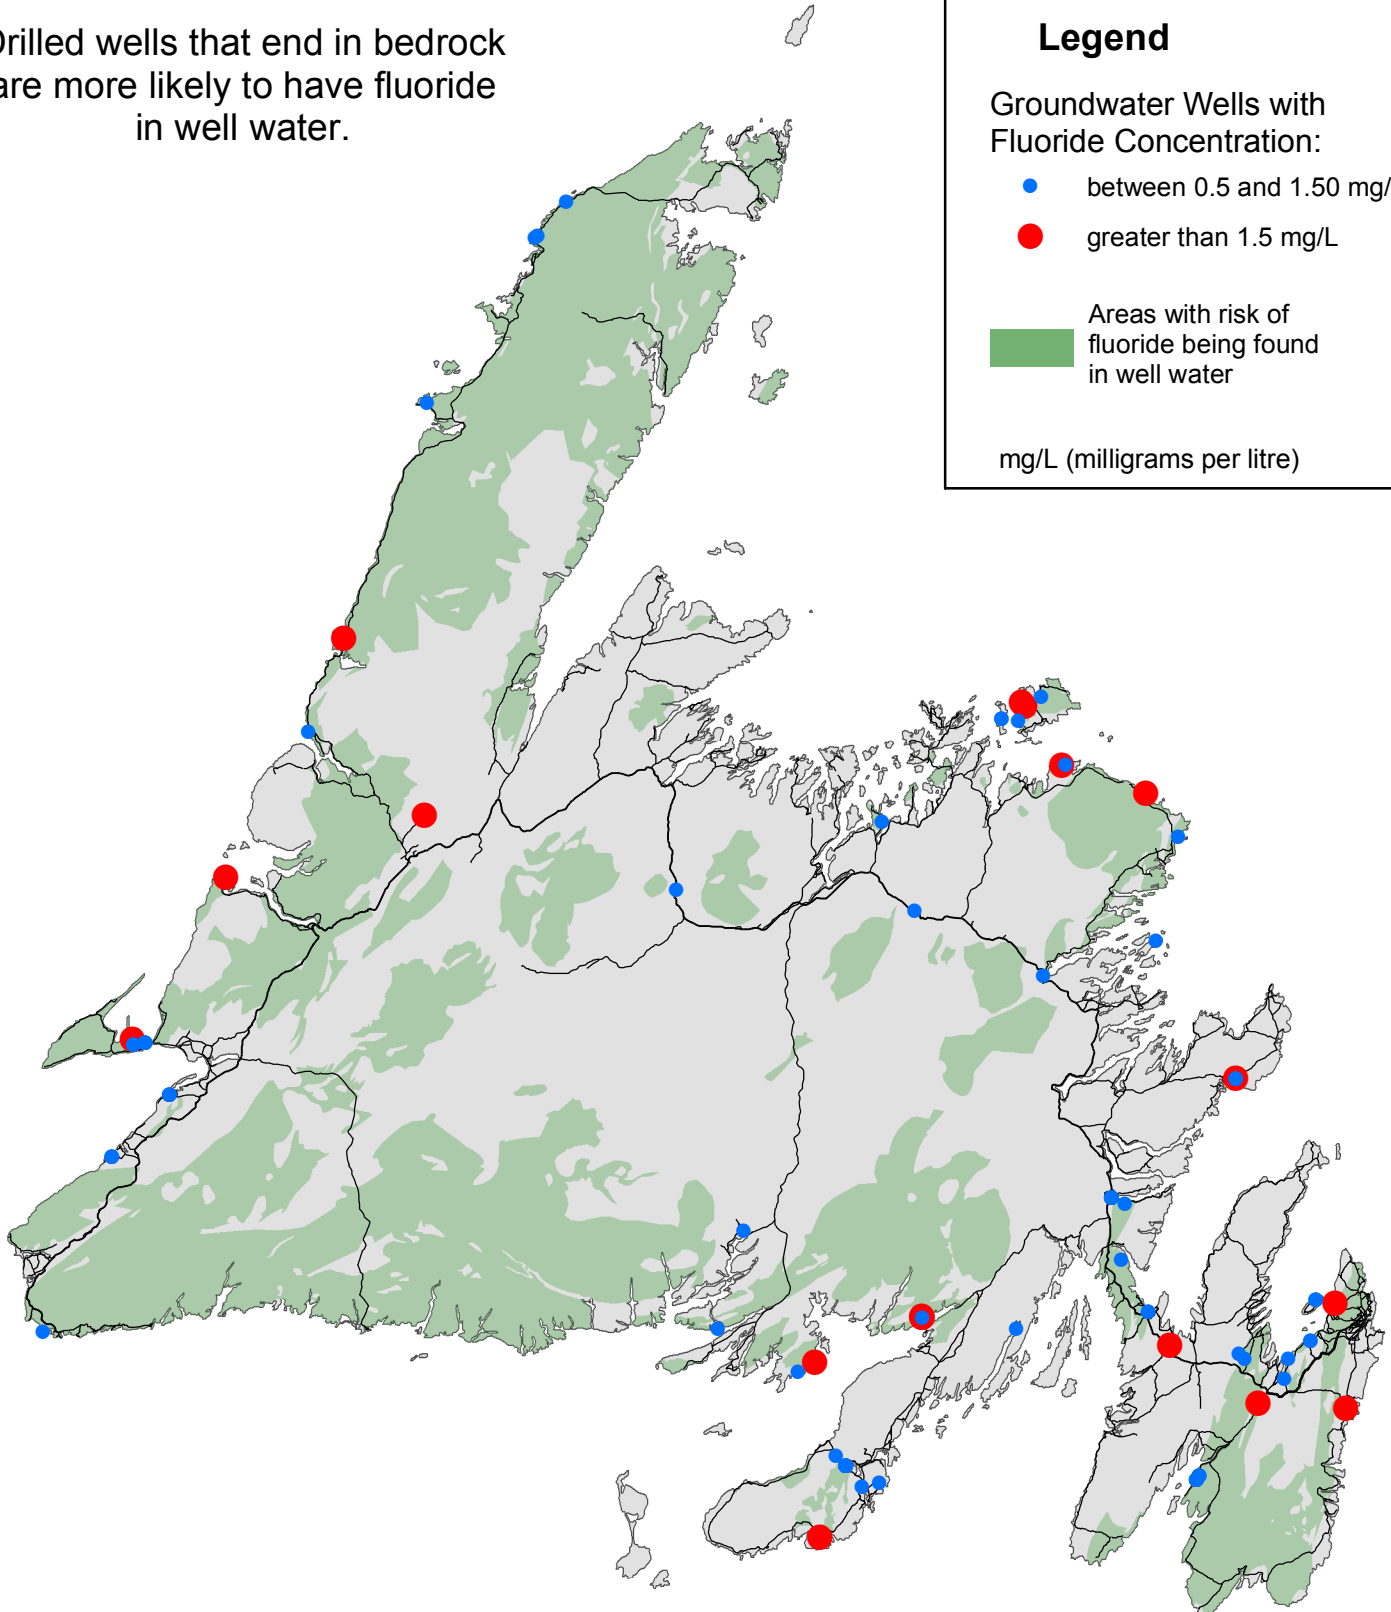 Drilled wells that end in bedrock
are more likely to have fluoride
in well water.
Legend
Groundwater Wells with
Fluoride Concentration:
between 0.5 and 1.50 mg/
greater than 1.5 mg/L
Areas with risk of
fluoride being found
in well water
mg/L (milligrams per litre)